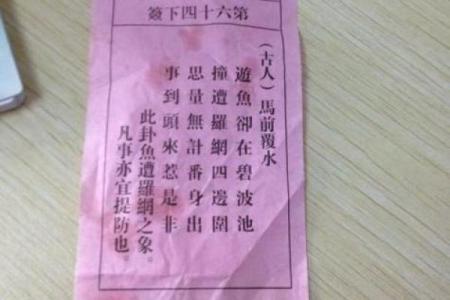 第六十四下簽
（古人）馬前覆水
遊魚卻在碧波池
撞遭羅網四邊圍
思量無計番身出
事到頭來惹是非
此卦魚遭羅網之象。
凡事亦宜提防也。